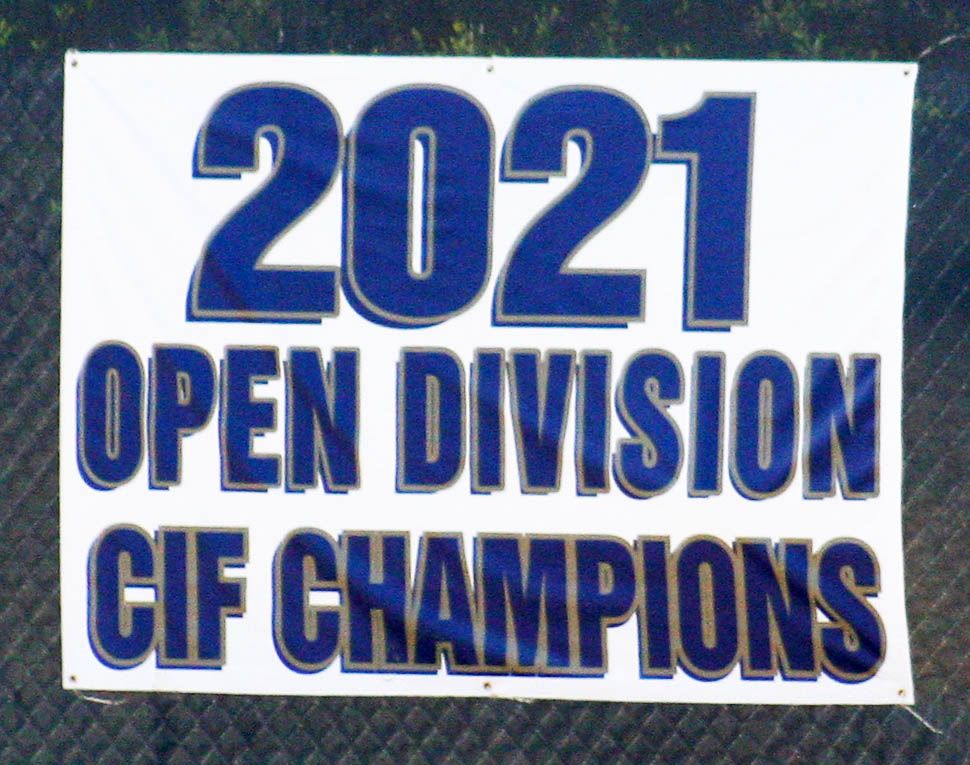 2021
OPEN DIVISION
CIF CHAMPIONS